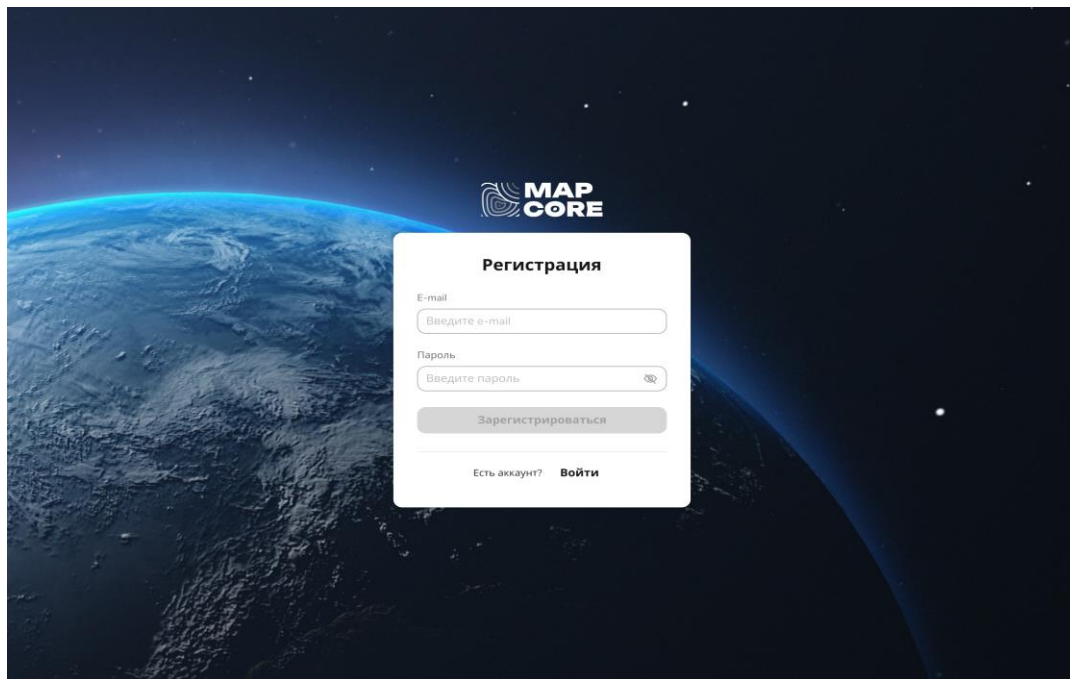 MAP
CORE
Регистрация
E-mail
Введите e-mail
Пароль
Введите пароль
Зарегистрироваться
Есть аккаунт? Войти